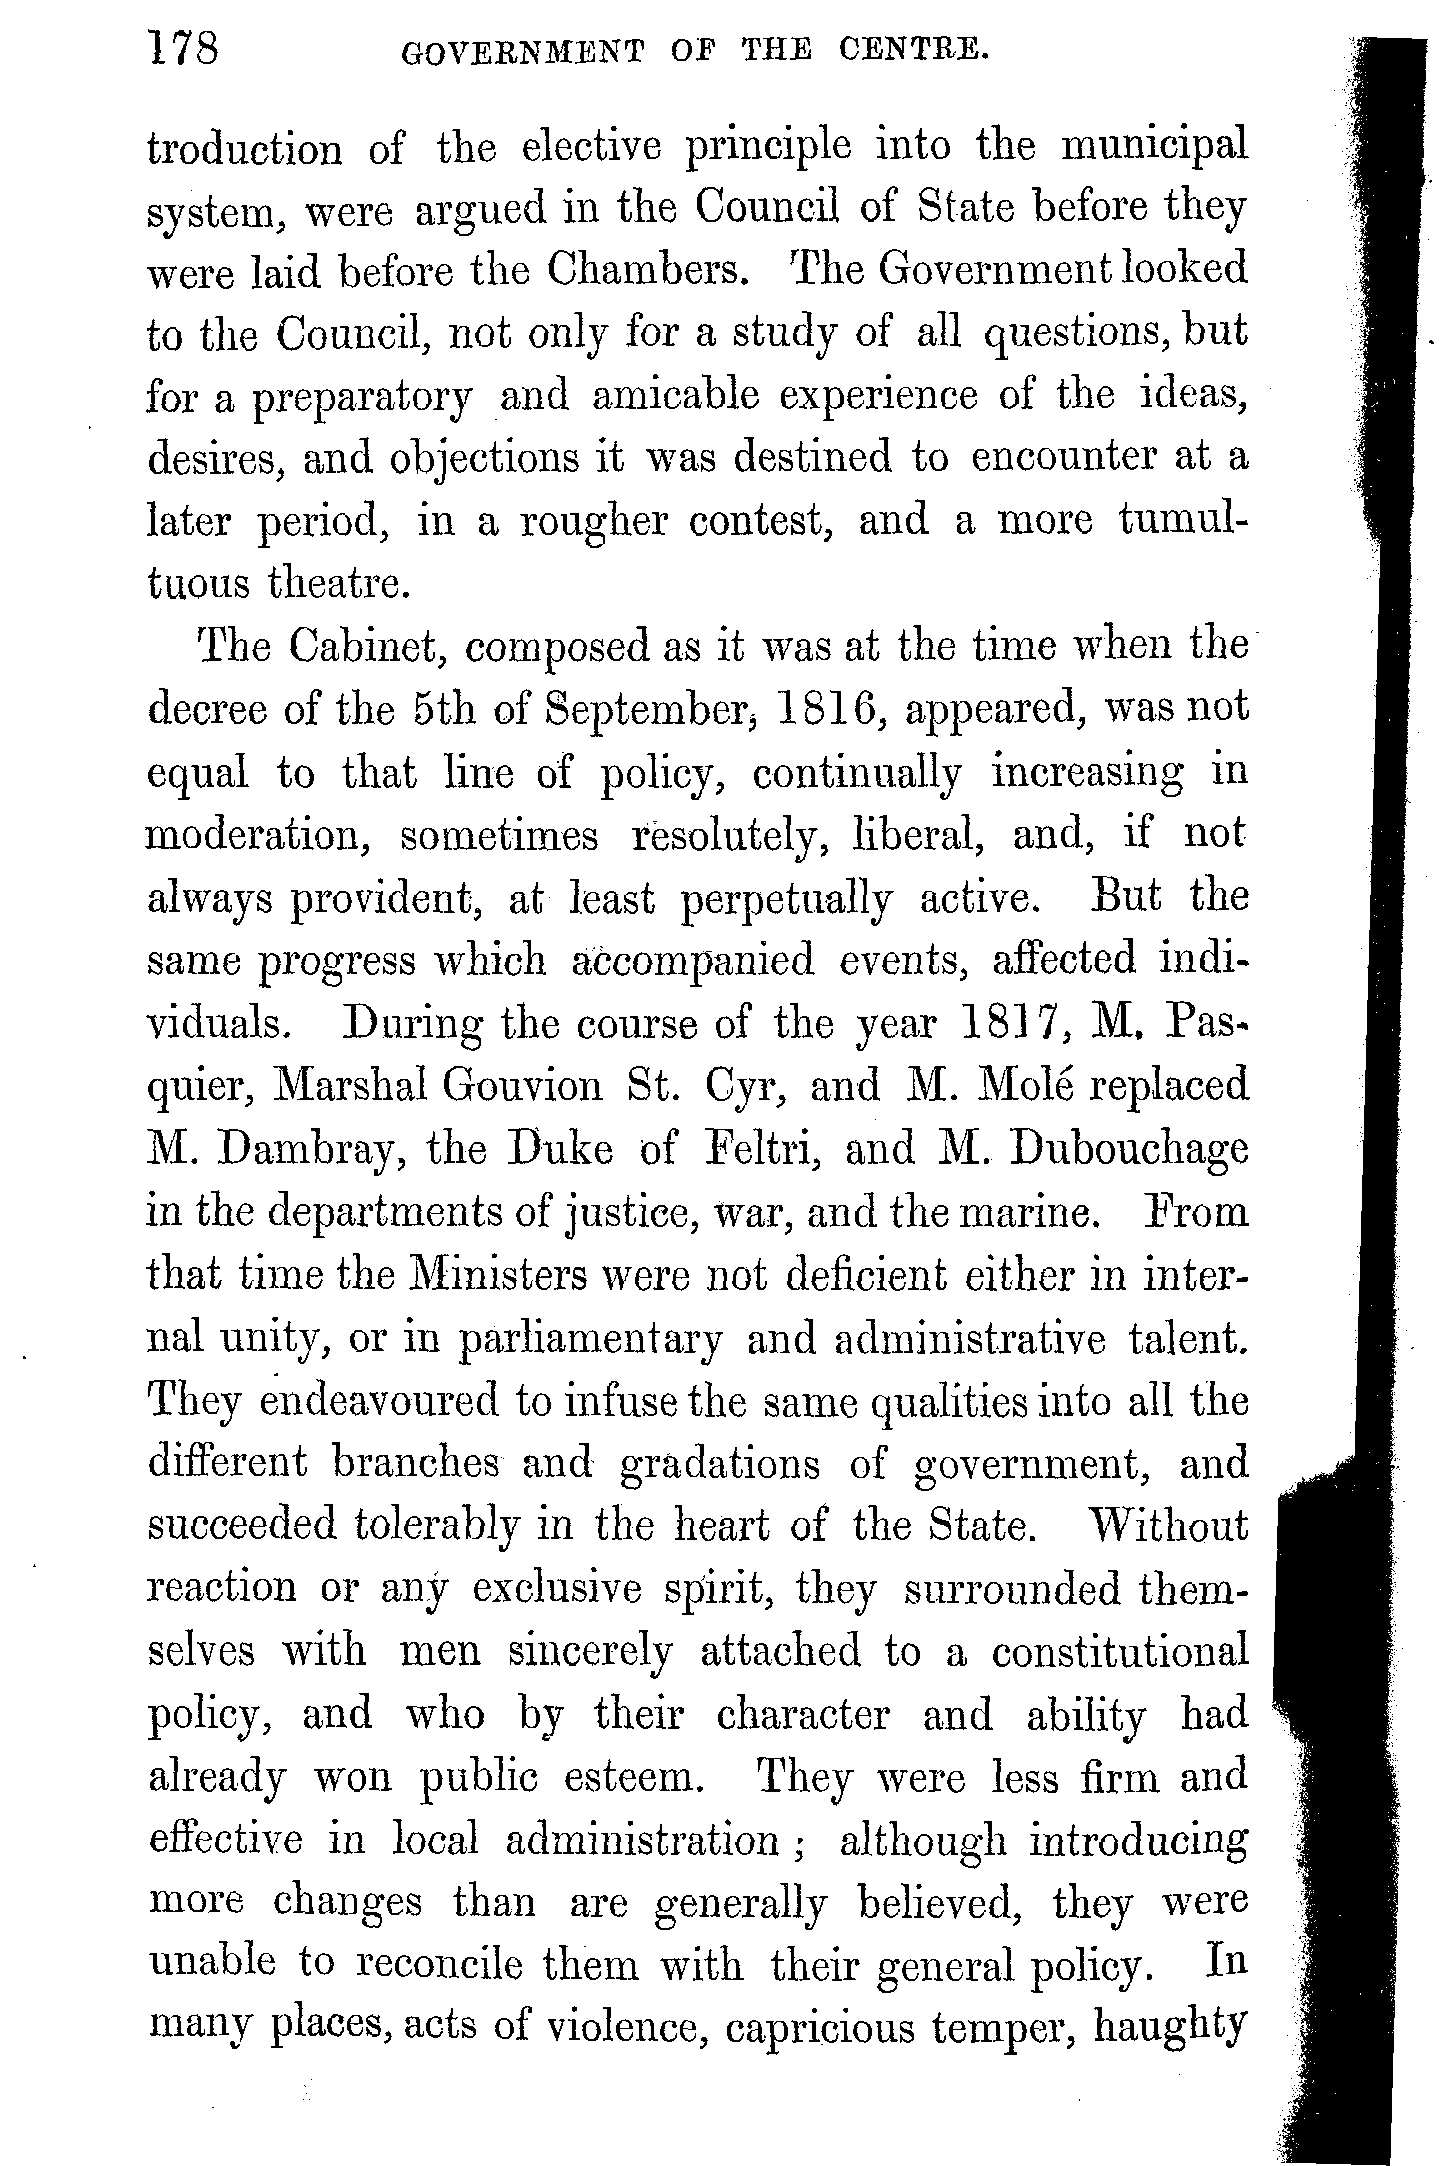 178 GOVERNMENT OF THE CENTRE.
troduction of the elective principle into the municipal
system, were argued in the Council of State before they
were laid before the Chambers. The Government looked
to the Council, not only for a study of all questions, but
for a preparatory and amicable experience of the ideas,
desires, and objections it was destined to encounter at a
later period, in a rougher contest, and a more tumul-
tuous theatre.
The Cabinet, composed as it was at the time when the
decree of the 5th of September, 1816, appeared, was not
equal to that line of policy, continually increasing in
moderation, sometimes resolutely, liberal, and, if not
always provident, at least perpetually active. But the
same progress which accompanied events, affected indi-
viduals. During the course of the year 1817, M. Pas-
quier, Marshal Gouvion St. Cyr, and M. Molé replaced
M. Dambray, the Duke of Feltri, and M. Dubouchage
in the departments of justice, war, and the marine. From
that time the Ministers were not deficient either in inter-
nal unity, or in parliamentary and administrative talent.
They endeavoured to infuse the same qualities into all the
different branches and gradations of government, and
succeeded tolerably in the heart of the State. Without
reaction or any exclusive spirit, they surrounded them-
selves with men sincerely attached to a constitutional
policy, and who by their character and ability had
already won public esteem. They were less firm and
effective in local administration ; although introducing
more changes than are generally believed, they were
unable to reconcile them with their general policy. In
many places, acts of violence, capricious temper, haughty